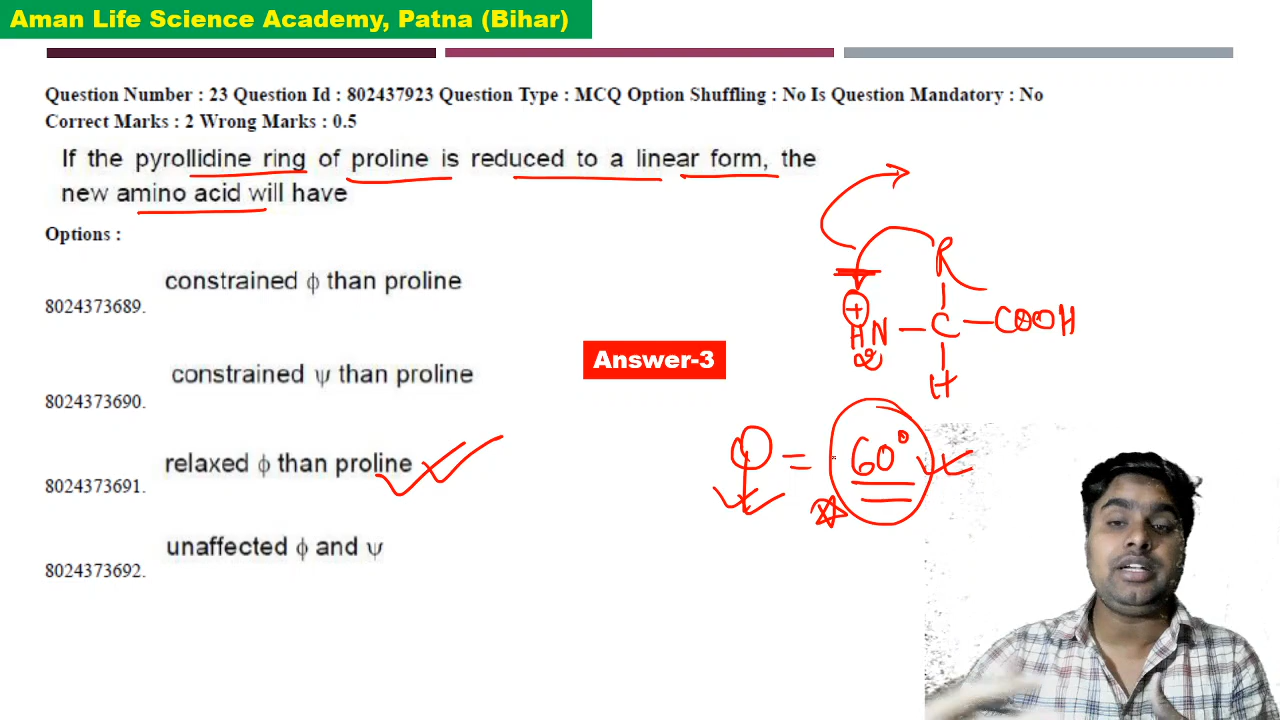 Aman Life Science Academy, Patna (Bihar)
Question Number : 23 Question Id : 802437923 Question Type : MCQ Option Shuffling : No Is Question Mandatory : No
Correct Marks : 2 Wrong Marks : 0.5
If the pyrollidine ring of proline is reduced to a linear form, the
new amino acid will have
Options :
constrained ϕ than proline
8024373689.
constrained ψ than proline
8024373690.
relaxed ϕ than proline
8024373691.
unaffected ϕ and ψ
8024373692.
Answer-3
R
+
H N — C — COOH
2
H
Φ = 60°